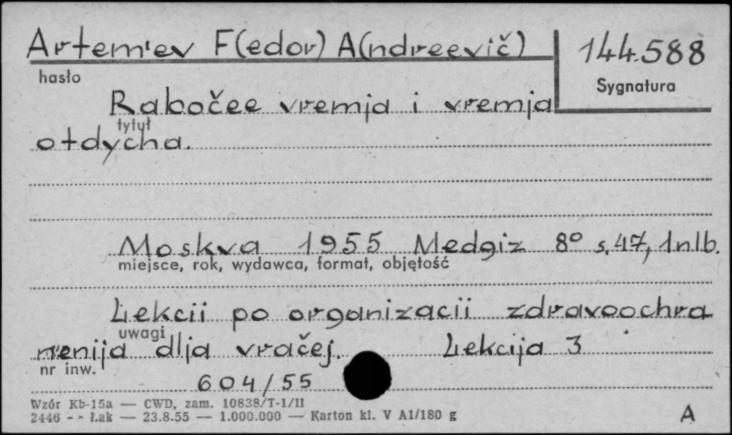 Artem'ev F(edor) A(ndreevič)
144.588
hasło
Sygnatura
Rabočee vremja i vremja
tytuł
otdycha.
Moskva 1955 Medgiz 8° s. 47, 1 nlb.
miejsce, rok, wydawca, format, objętość
Lekcii po organizacii zdravoochra
uwagi
nenija dlja vračej. Lekcija 3
nr inw.
604/55
Wzór Kb-15a — CWD, zam. 10838/T-1/II
2446 -- Łak — 23.8.55 — 1.000.000 — Karton kl. V A1/180 g
A